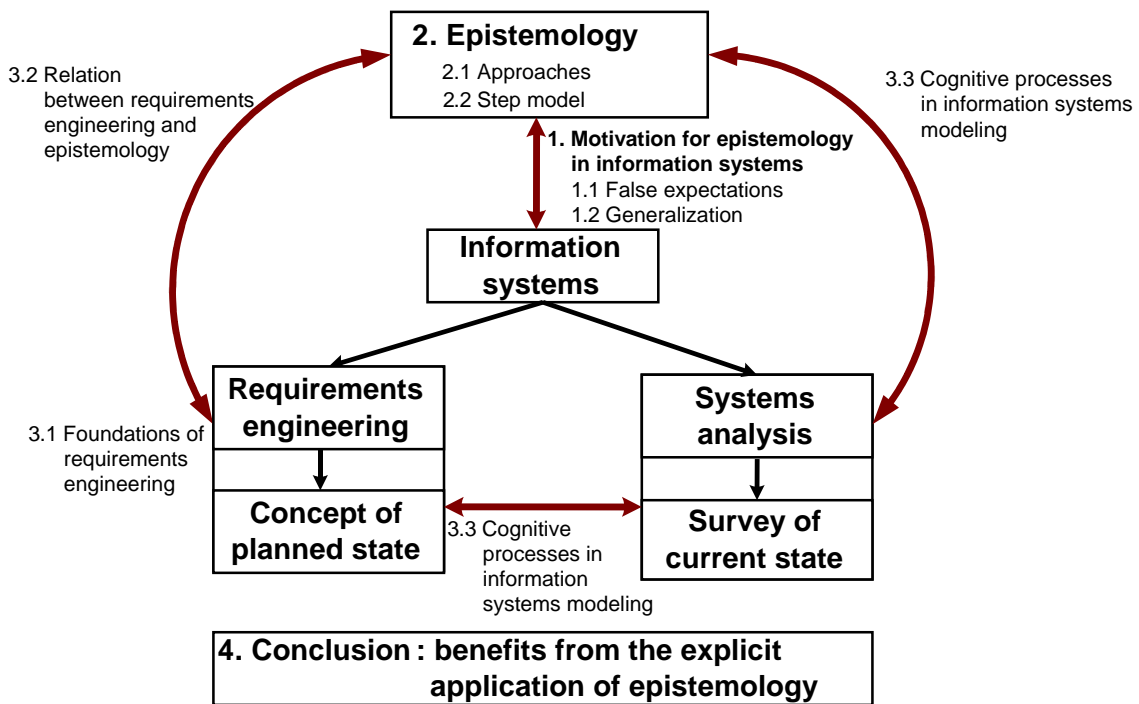 2. Epistemology
2.1 Approaches
2.2 Step model
3.2 Relation
between requirements
engineering and
epistemology
3.3 Cognitive processes
in information systems
modeling
1. Motivation for epistemology
in information systems
1.1 False expectations
1.2 Generalization
Information
systems
Requirements
engineering
Systems
analysis
3.1 Foundations of
requirements
engineering
Concept of
planned state
3.3 Cognitive
processes in
information
systems modeling
Survey of
current state
4. Conclusion : benefits from the explicit
application of epistemology